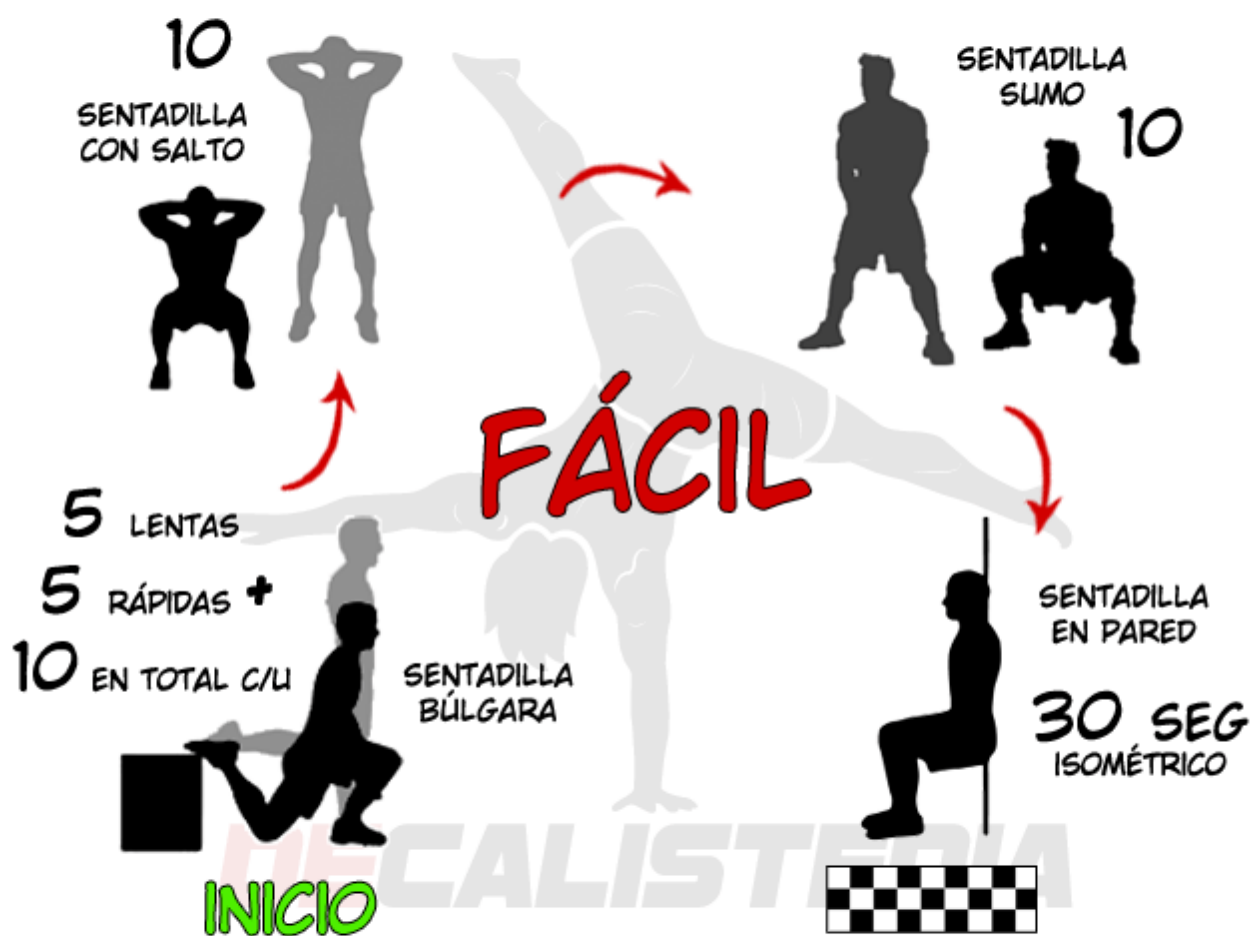 10
SENTADILLA
CON SALTO
SENTADILLA
SUMO
10
FÁCIL
5 LENTAS
5 RÁPIDAS +
10 EN TOTAL C/U
SENTADILLA
BÚLGARA
SENTADILLA
EN PARED
30 SEG
ISOMÉTRICO
INICIO